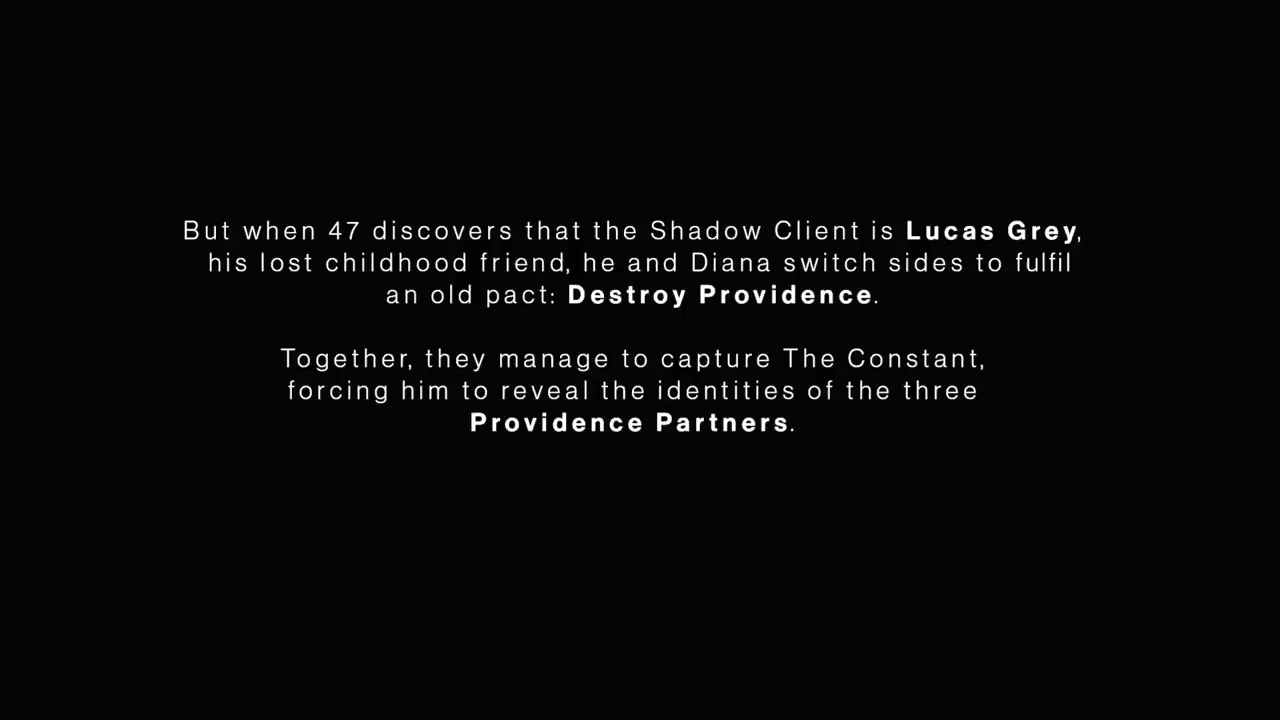 But when 47 discovers that the Shadow Client is Lucas Grey,
his lost childhood friend, he and Diana switch sides to fulfil
an old pact: Destroy Providence.
Together, they manage to capture The Constant,
forcing him to reveal the identities of the three
Providence Partners.